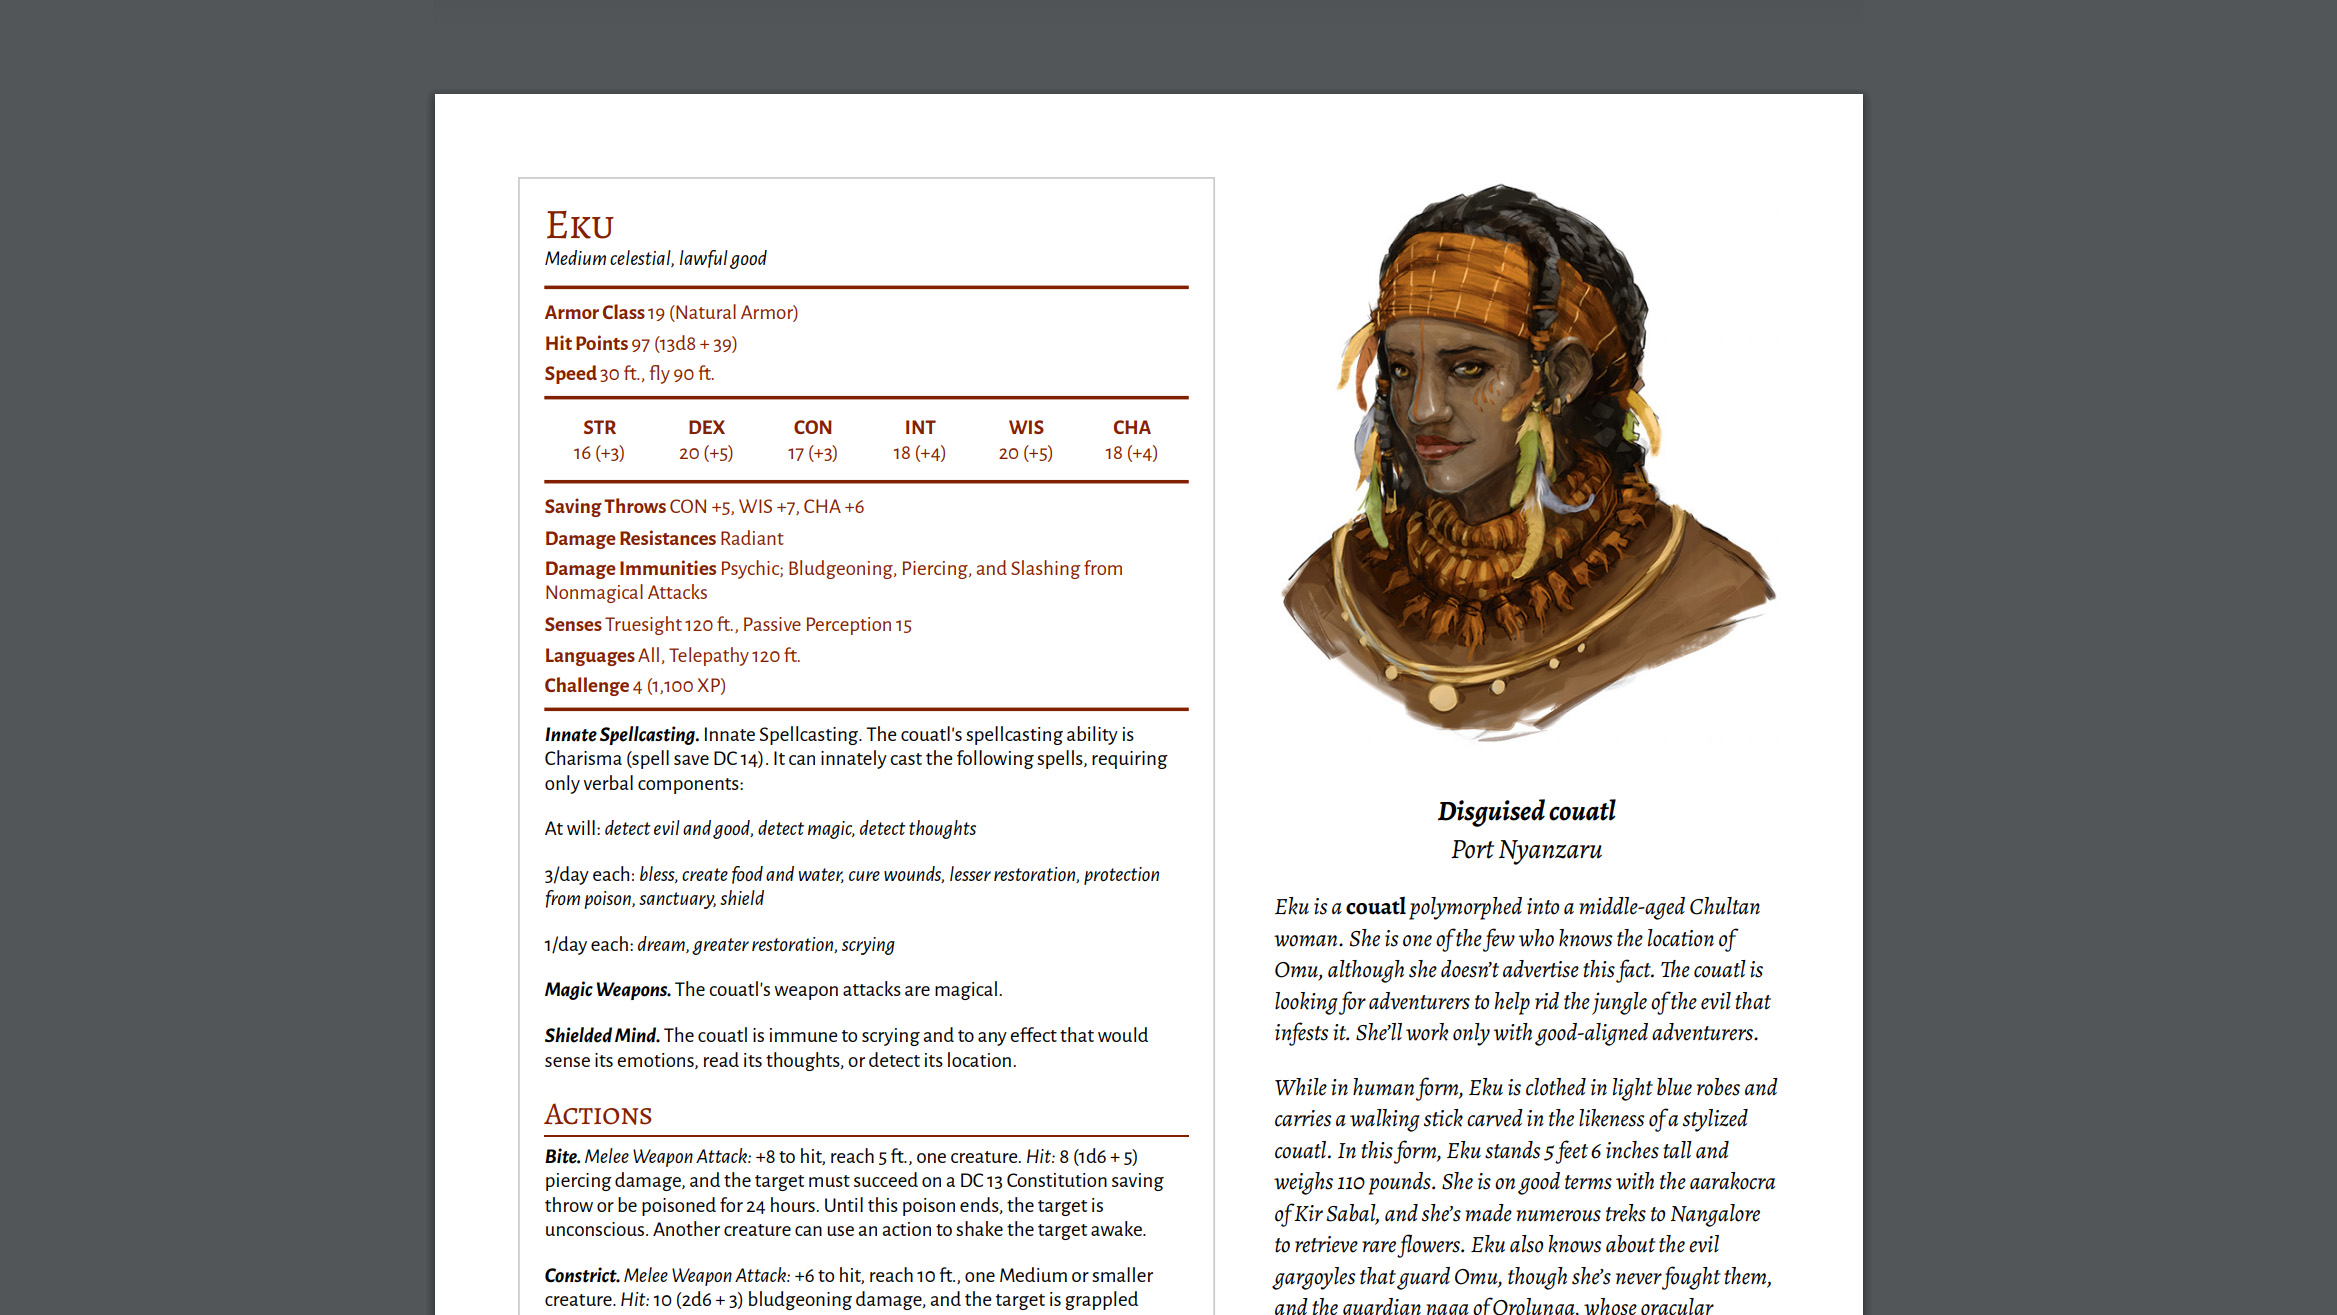 Eku
Medium celestial, lawful good
Armor Class 19 (Natural Armor)
Hit Points 97 (13d8 + 39)
Speed 30 ft., fly 90 ft.
STR DEX CON INT WIS CHA
16 (+3) 20 (+5) 17 (+3) 18 (+4) 20 (+5) 18 (+4)
Saving Throws CON +5, WIS +7, CHA +6
Damage Resistances Radiant
Damage Immunities Psychic; Bludgeoning, Piercing, and Slashing from
Nonmagical Attacks
Senses Truesight 120 ft., Passive Perception 15
Languages All, Telepathy 120 ft.
Challenge 4 (1,100 XP)
Innate Spellcasting. Innate Spellcasting. The couatl's spellcasting ability is
Charisma (spell save DC 14). It can innately cast the following spells, requiring
only verbal components:
At will: detect evil and good, detect magic, detect thoughts
3/day each: bless, create food and water, cure wounds, lesser restoration, protection
from poison, sanctuary, shield
1/day each: dream, greater restoration, scrying
Magic Weapons. The couatl's weapon attacks are magical.
Shielded Mind. The couatl is immune to scrying and to any effect that would
sense its emotions, read its thoughts, or detect its location.
Actions
Bite. Melee Weapon Attack: +8 to hit, reach 5 ft., one creature. Hit: 8 (1d6 + 5)
piercing damage, and the target must succeed on a DC 13 Constitution saving
throw or be poisoned for 24 hours. Until this poison ends, the target is
unconscious. Another creature can use an action to shake the target awake.
Constrict. Melee Weapon Attack: +6 to hit, reach 10 ft., one Medium or smaller
creature. Hit: 10 (2d6 + 3) bludgeoning damage, and the target is grappled
Disguised couatl
Port Nyanzaru
Eku is a couatl polymorphed into a middle-aged Chultan
woman. She is one of the few who knows the location of
Omu, although she doesn’t advertise this fact. The couatl is
looking for adventurers to help rid the jungle of the evil that
infests it. She’ll work only with good-aligned adventurers.
While in human form, Eku is clothed in light blue robes and
carries a walking stick carved in the likeness of a stylized
couatl. In this form, Eku stands 5 feet 6 inches tall and
weighs 110 pounds. She is on good terms with the aarakocra
of Kir Sabal, and she’s made numerous treks to Nangalore
to retrieve rare flowers. Eku also knows about the evil
gargoyles that guard Omu, though she’s never fought them,
and the guardian naga of Orolunga, whose oracular